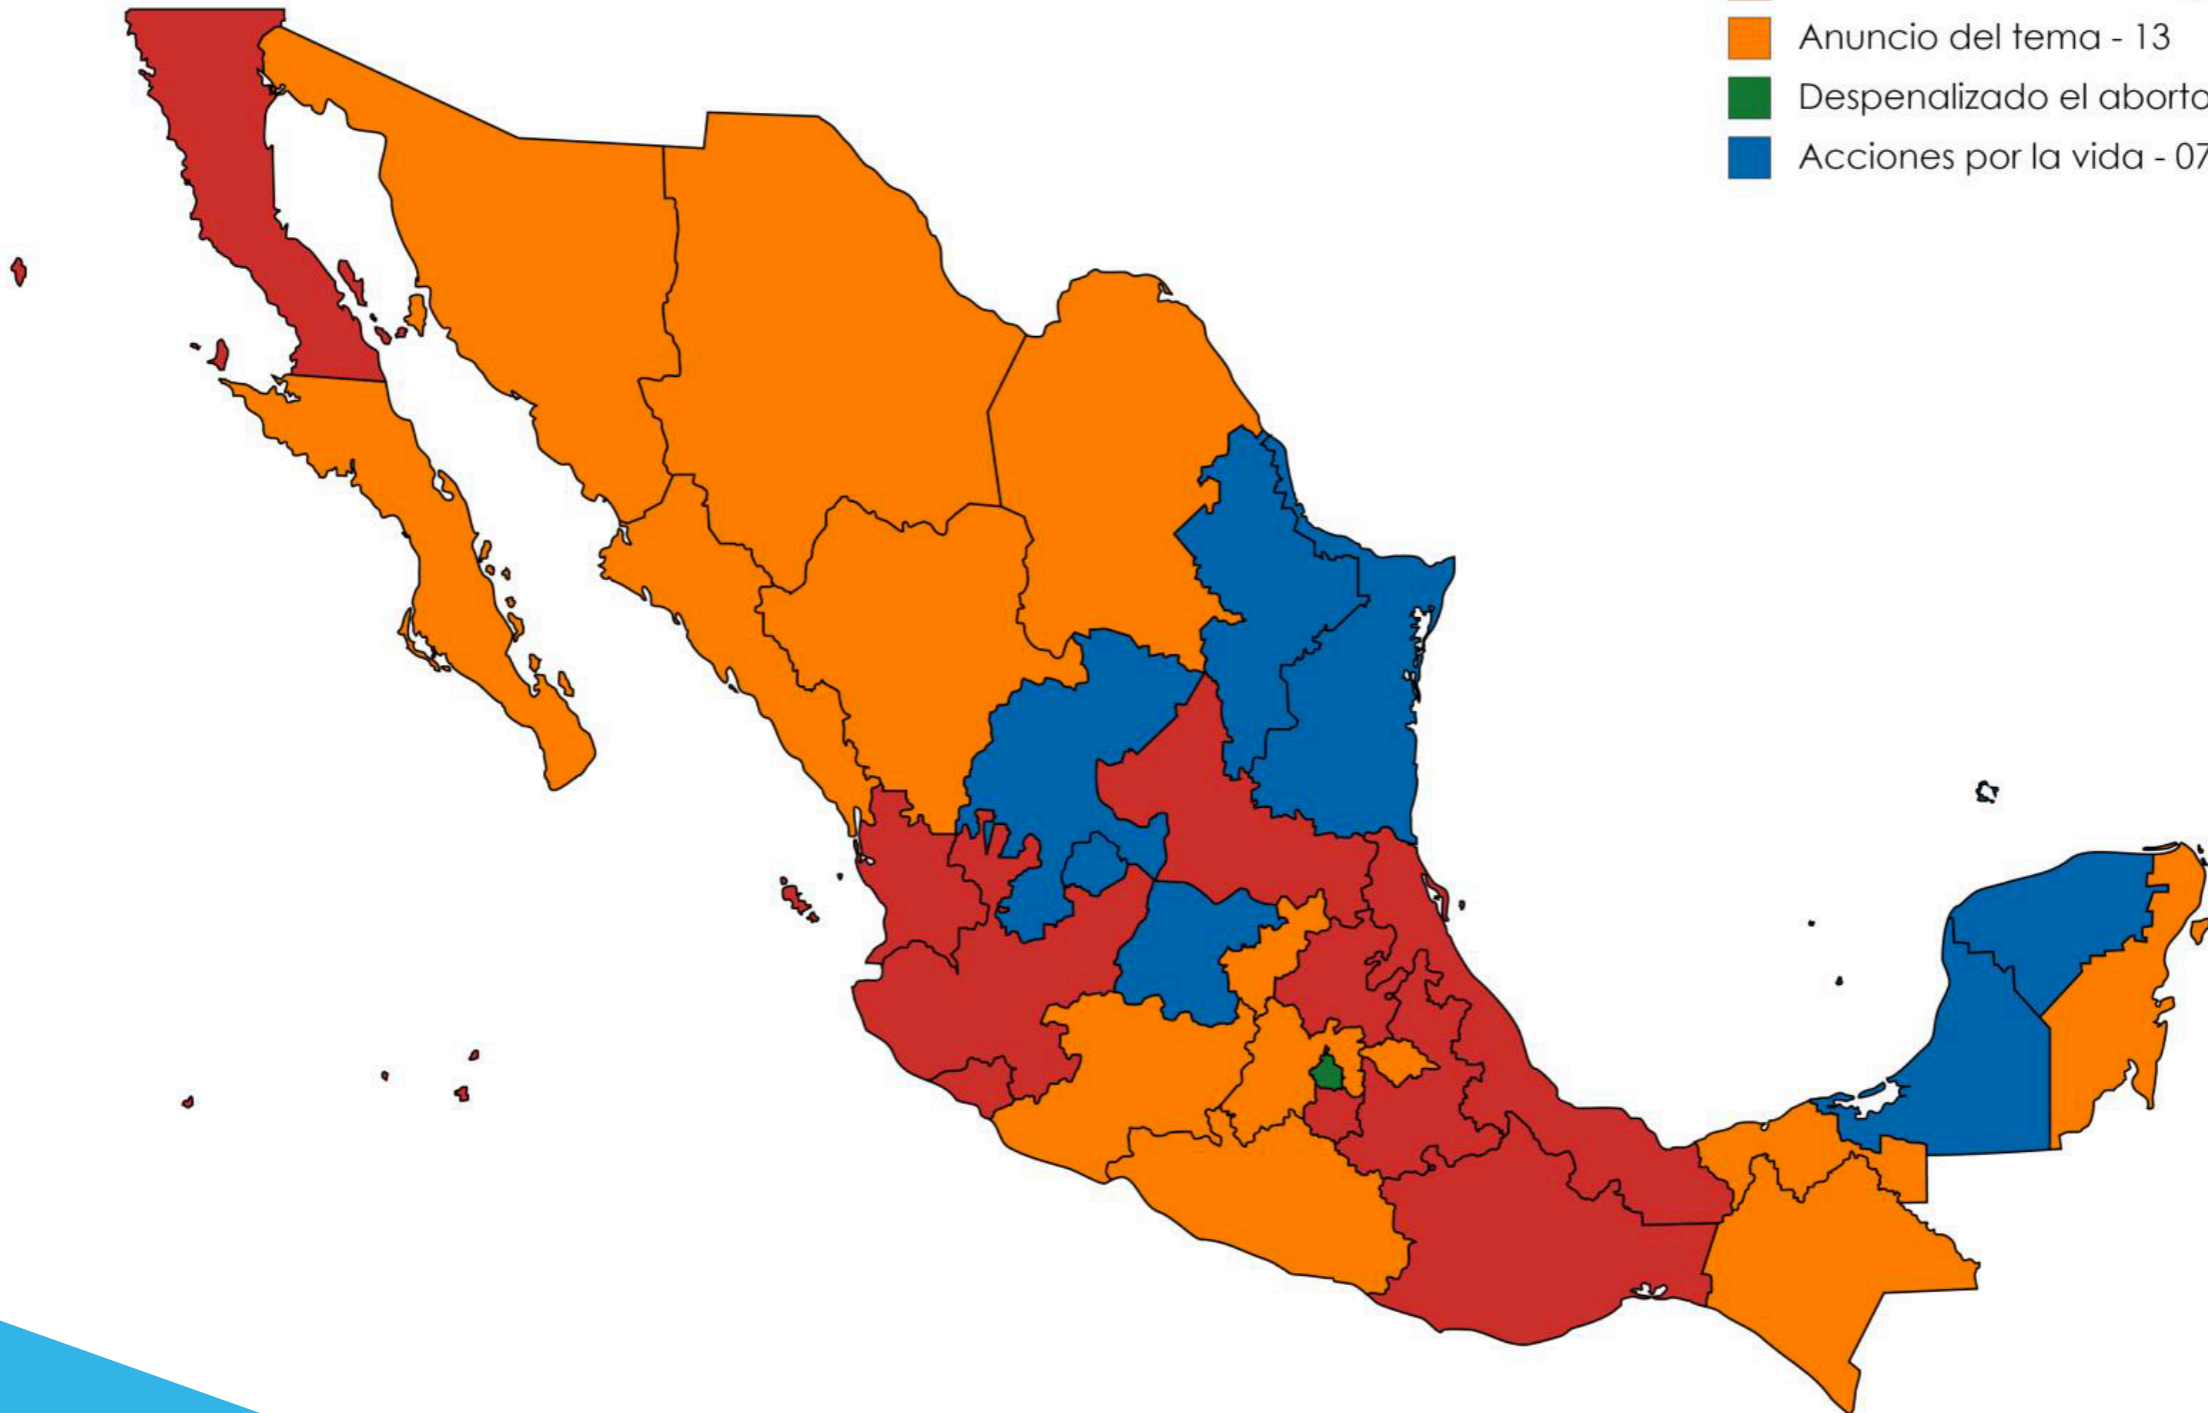 Anuncio del tema - 13
Despenalizado el aborto
Acciones por la vida - 07